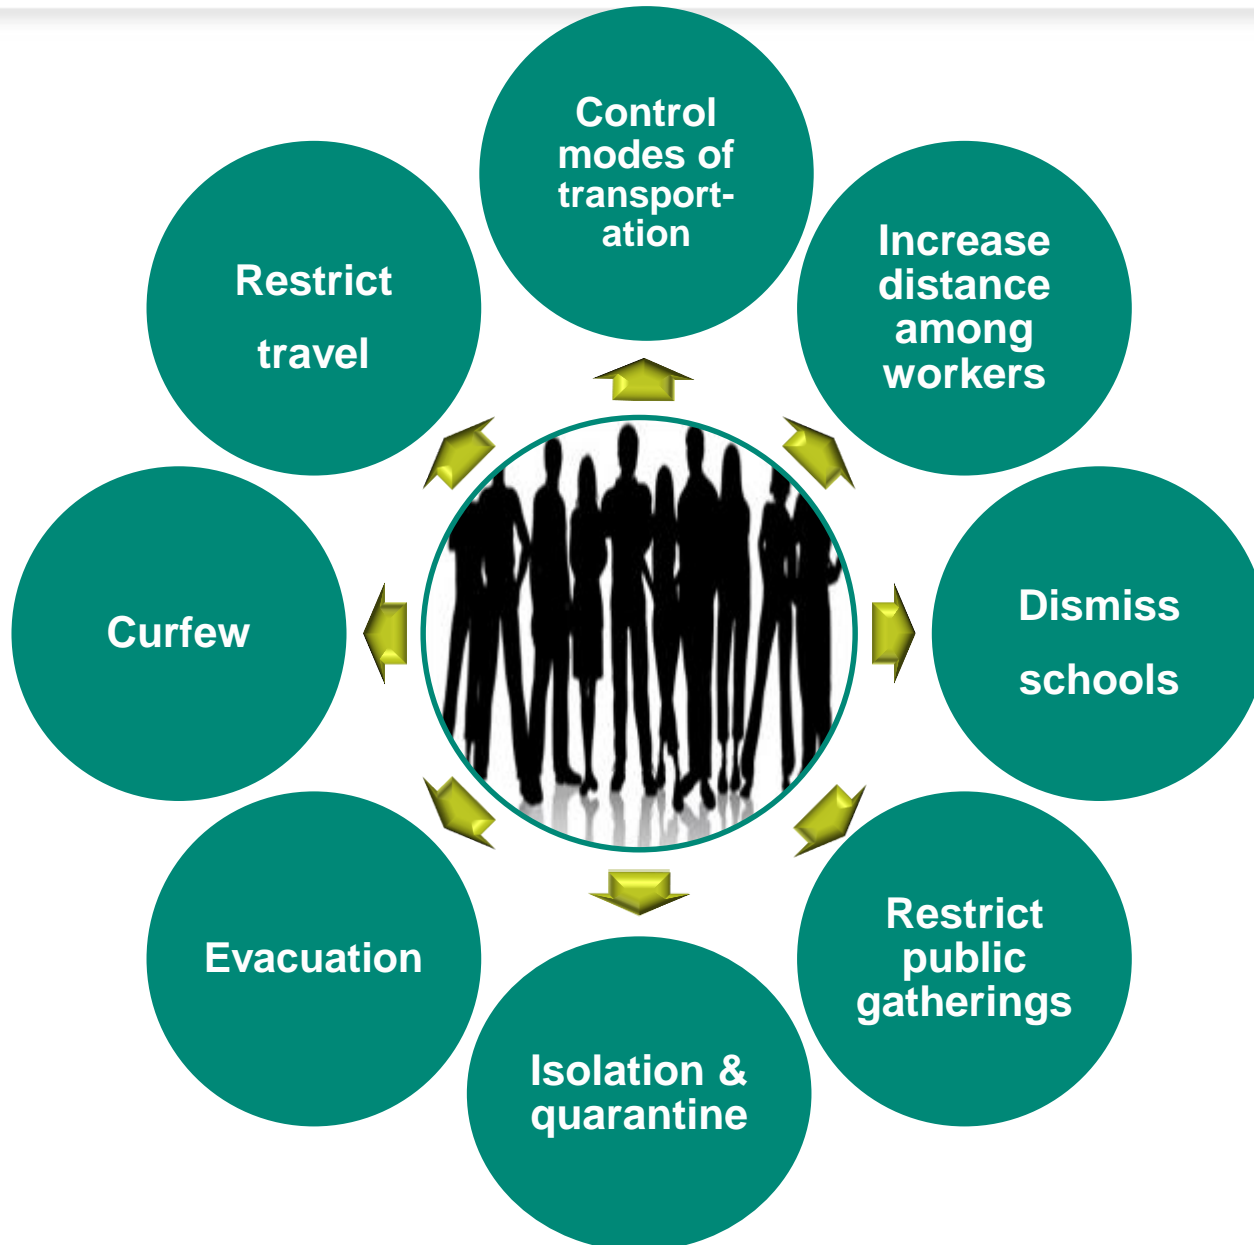 Control
modes of
transport-
ation
Increase
distance
among
workers
Dismiss
schools
Restrict
public
gatherings
Isolation &
quarantine
Evacuation
Curfew
Restrict
travel